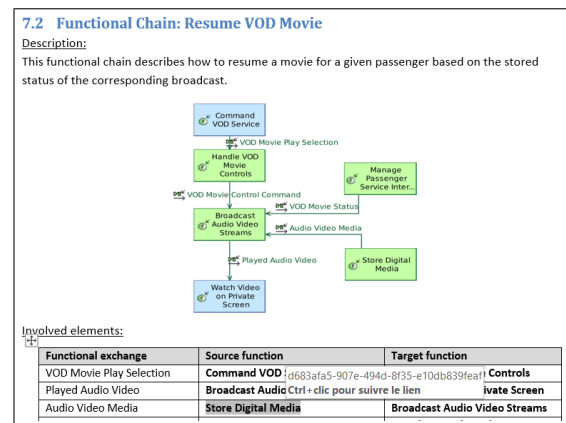 7.2 Functional Chain: Resume VOD Movie
Description:
This functional chain describes how to resume a movie for a given passenger based on the stored
status of the corresponding broadcast.
Command
VOD Service
VOD Movie Play Selection
Handle VOD
Movie
Controls
Manage
Passenger
Service Inter...
VOD Movie Control Command
VOD Movie Status
Broadcast
Audio Video
Streams
Audio Video Media
Played Audio Video
Store Digital
Media
Watch Video
on Private
Screen
Involved elements:
Functional exchange Source function Target function
VOD Movie Play Selection Command VOD Controls
d683afa5-907e-494d-8f35-e10db839feaf
Ctrl+clic pour suivre le lien
Played Audio Video Broadcast Audio ivate Screen
Audio Video Media Store Digital Media Broadcast Audio Video Streams